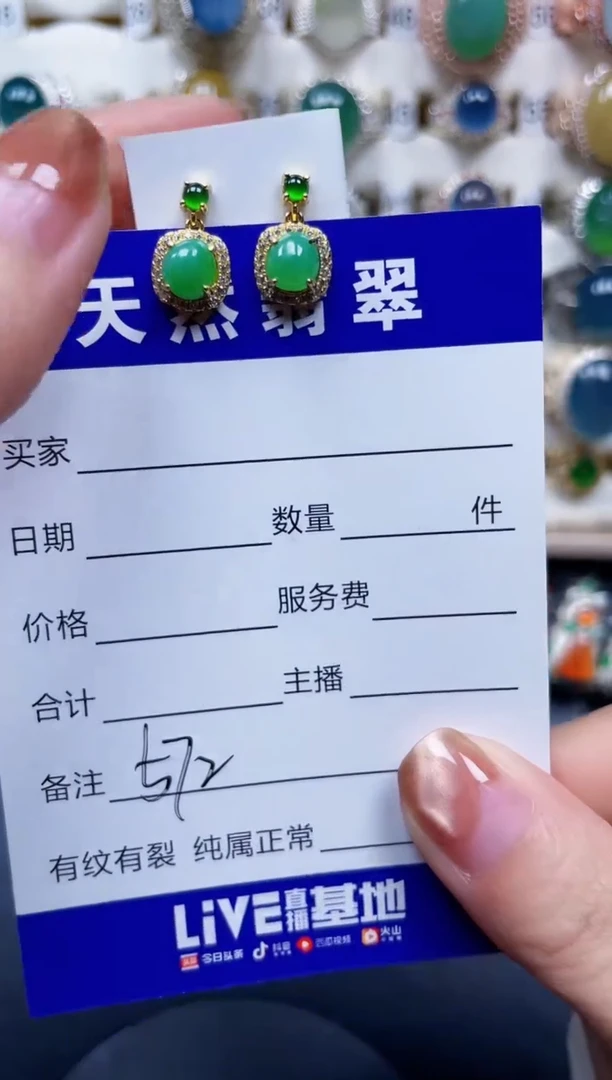 天然翡翠
买家
日期 数量 件
价格 服务费
合计 主播
备注 572
有纹有裂 纯属正常
LiVE直播基地
头条 今日头条 抖音 西瓜视频 火山